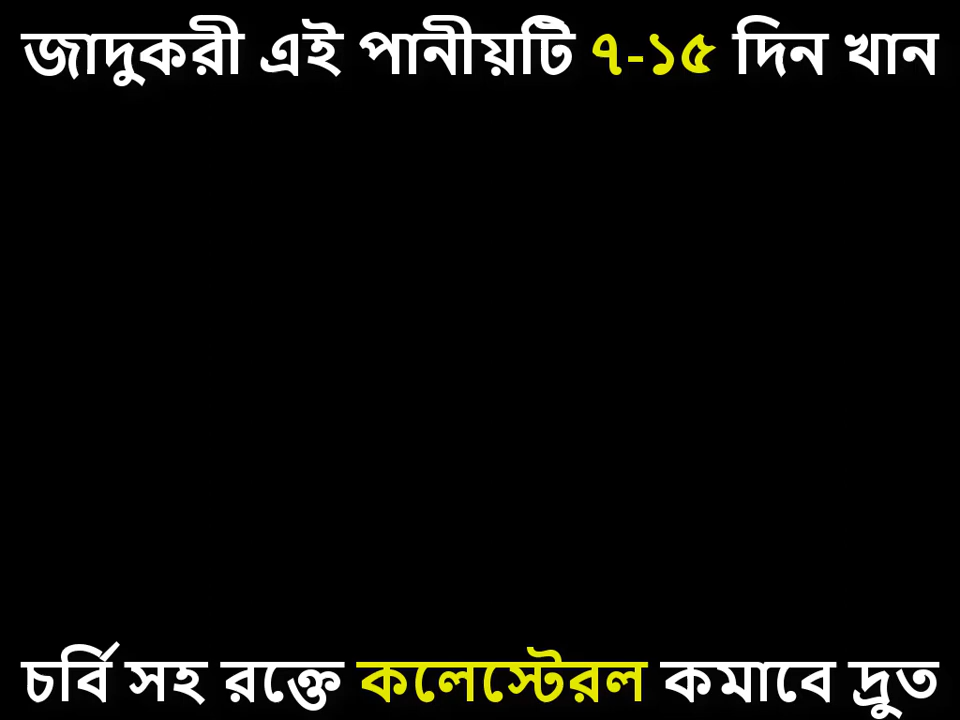 জাদুকরী এই পানীয়টি ৭-১৫ দিন খান
চর্বি সহ রক্তে কলেস্টেরল কমাবে দ্রুত